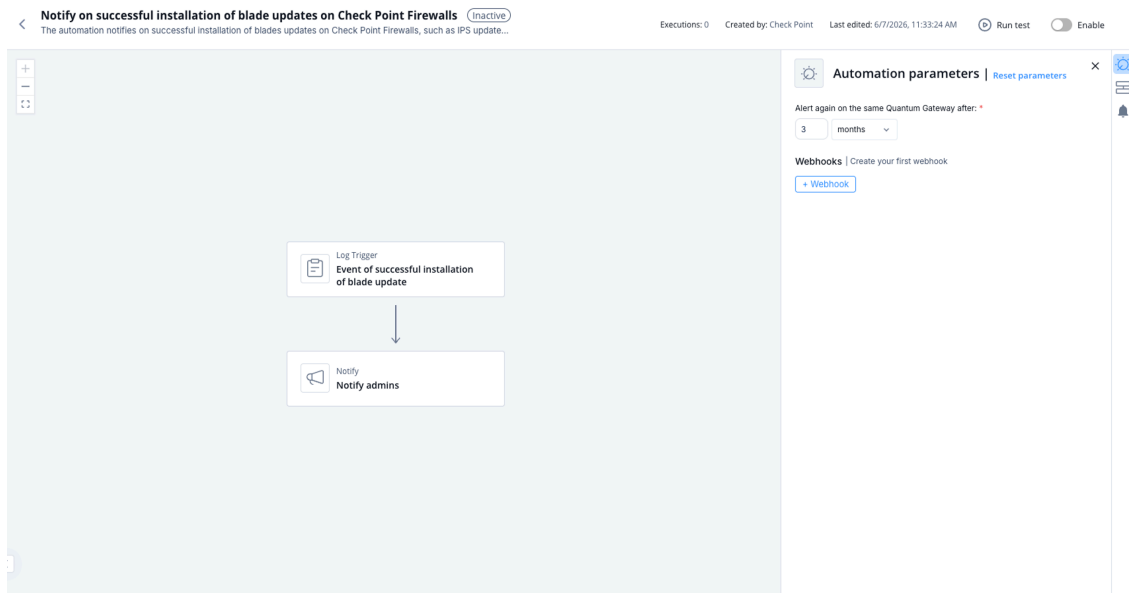 Notify on successful installation of blade updates on Check Point Firewalls
Inactive
The automation notifies on successful installation of blades updates on Check Point Firewalls, such as IPS update...
Executions: 0
Created by: Check Point
Last edited: 6/7/2026, 11:33:24 AM
Run test
Enable
Automation parameters | Reset parameters
Alert again on the same Quantum Gateway after: *
3
months
Webhooks | Create your first webhook
+ Webhook
Log Trigger
Event of successful installation
of blade update
Notify
Notify admins